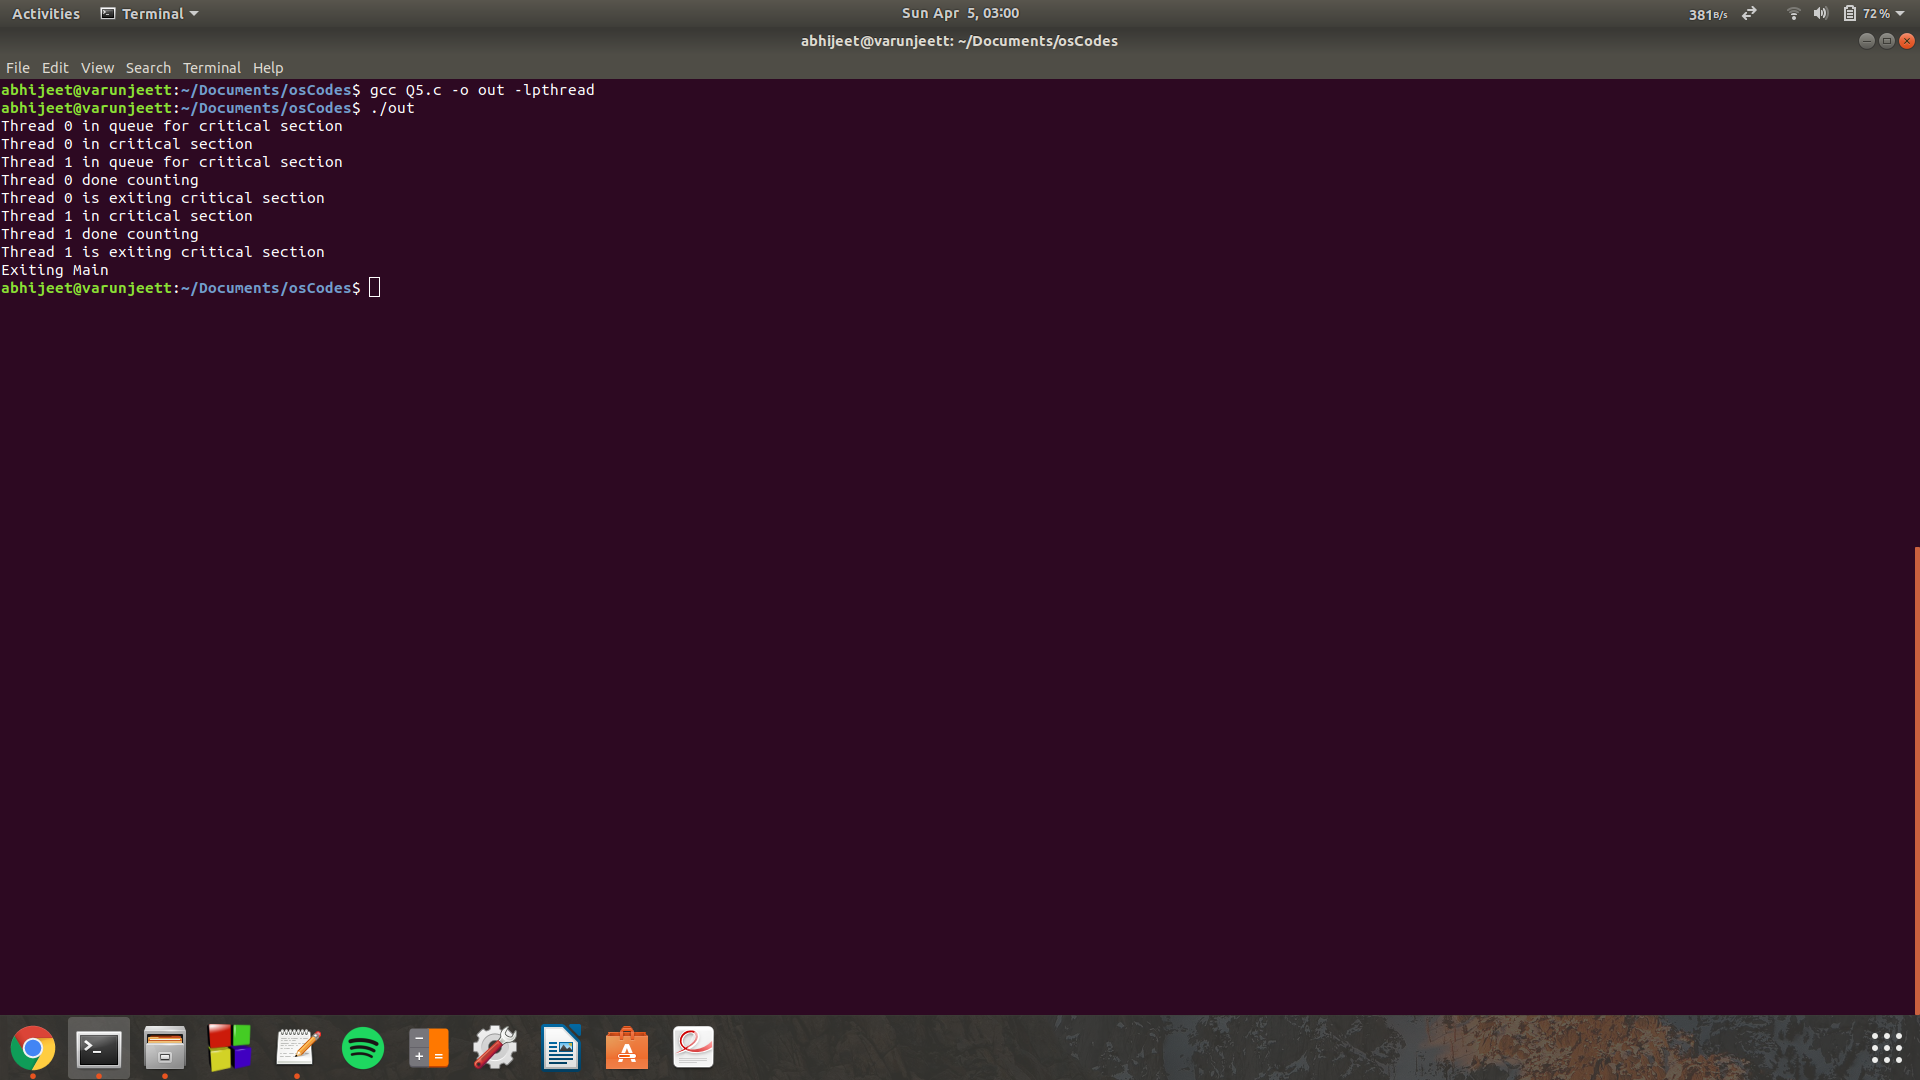 Activities Terminal Sun Apr 5, 03:00 381B/s 72%
abhijeet@varunjeett: ~/Documents/osCodes
File Edit View Search Terminal Help
abhijeet@varunjeett:~/Documents/osCodes$ gcc Q5.c -o out -lpthread
abhijeet@varunjeett:~/Documents/osCodes$ ./out
Thread 0 in queue for critical section
Thread 0 in critical section
Thread 1 in queue for critical section
Thread 0 done counting
Thread 0 is exiting critical section
Thread 1 in critical section
Thread 1 done counting
Thread 1 is exiting critical section
Exiting Main
abhijeet@varunjeett:~/Documents/osCodes$